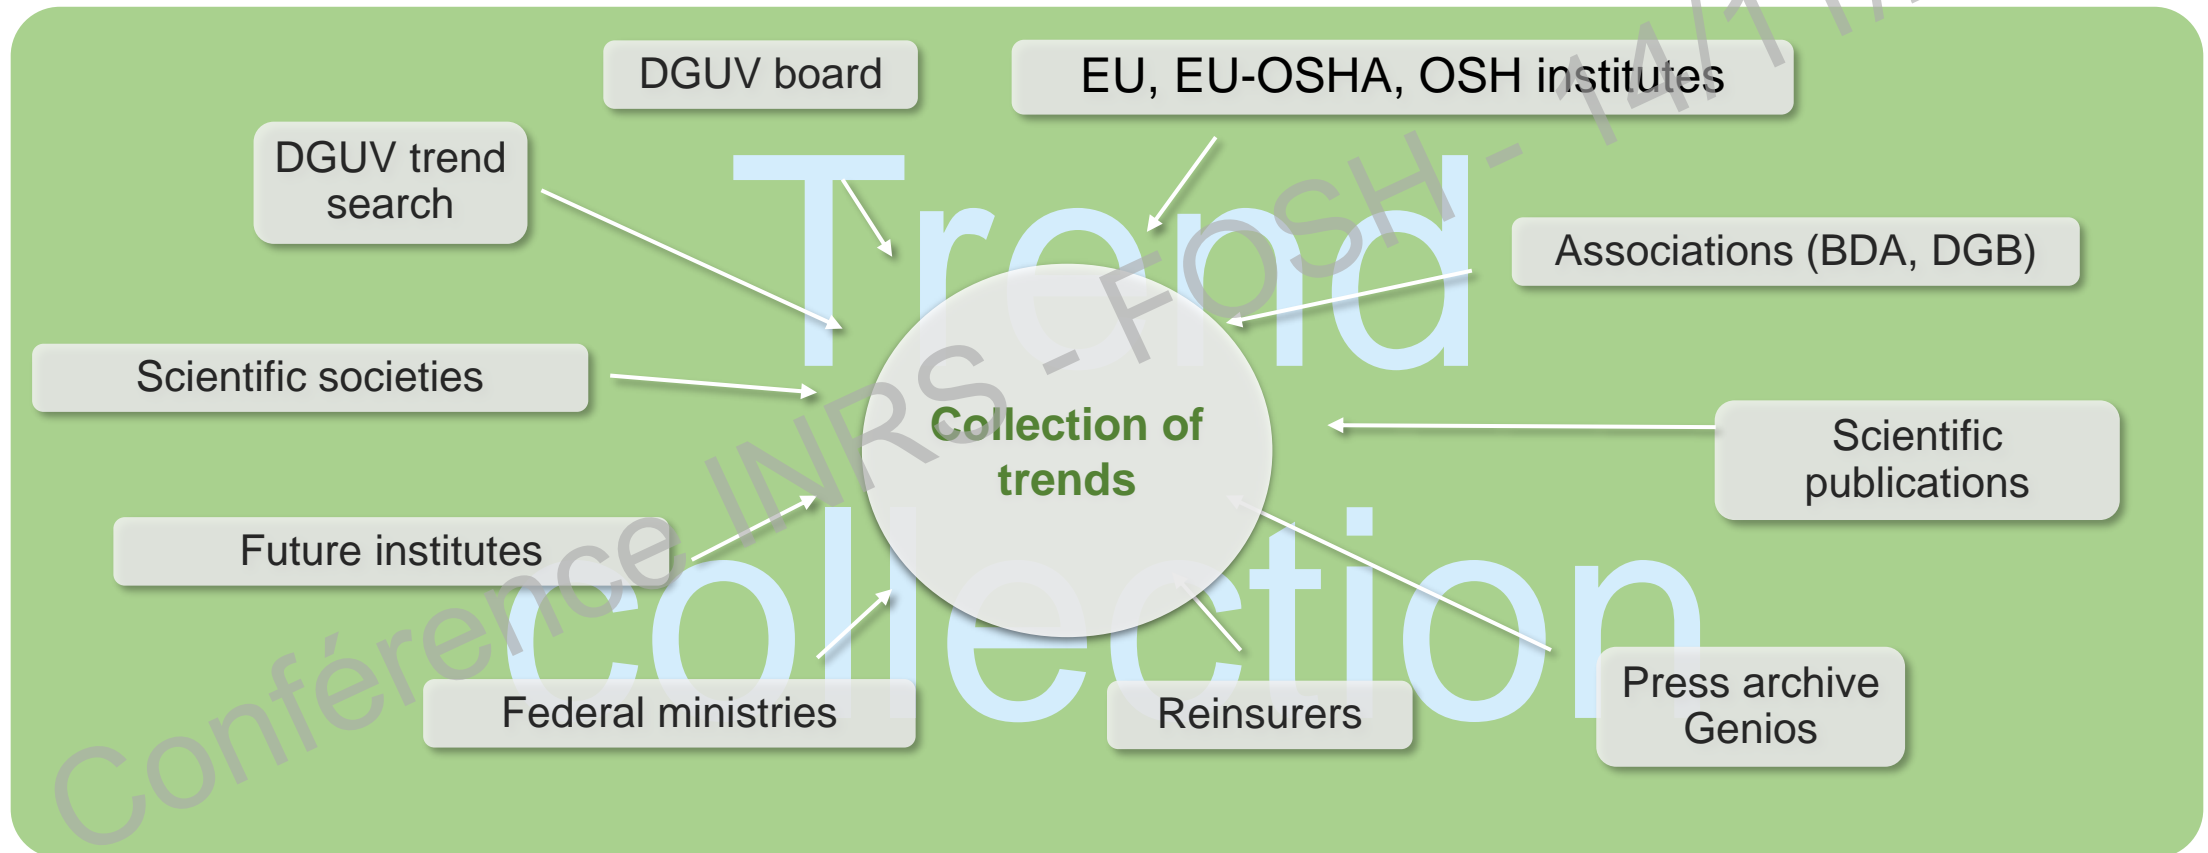 DGUV board
EU, EU-OSHA, OSH institutes
DGUV trend
search
Trend
Associations (BDA, DGB)
Scientific societies
Collection of
trends
Scientific
publications
Future institutes
collection
Federal ministries
Reinsurers
Press archive
Genios
Conférence INRS - FOSH - 14/11/